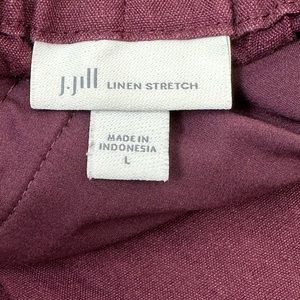 J.Jill LINEN STRETCH
MADE IN
INDONESIA
L